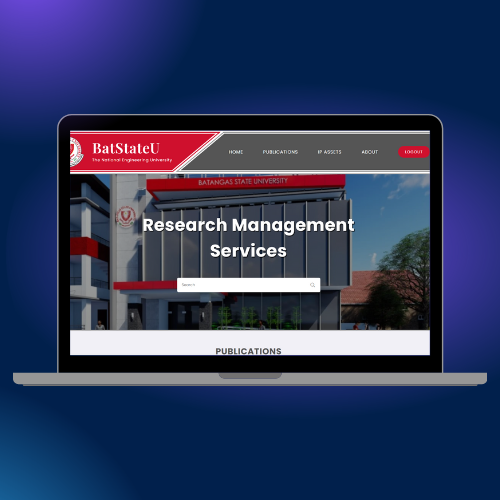 BatStateU
The National Engineering University
HOME
PUBLICATIONS
IP ASSETS
ABOUT
LOGOUT
BATANGAS STATE UNIVERSITY
Research Management
Services
Search
PUBLICATIONS